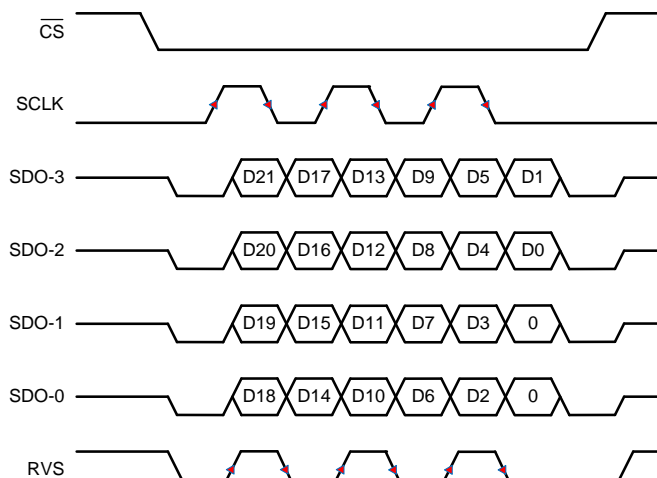 CS
SCLK
SDO-3 D21 D17 D13 D9 D5 D1
SDO-2 D20 D16 D12 D8 D4 D0
SDO-1 D19 D15 D11 D7 D3 0
SDO-0 D18 D14 D10 D6 D2 0
RVS